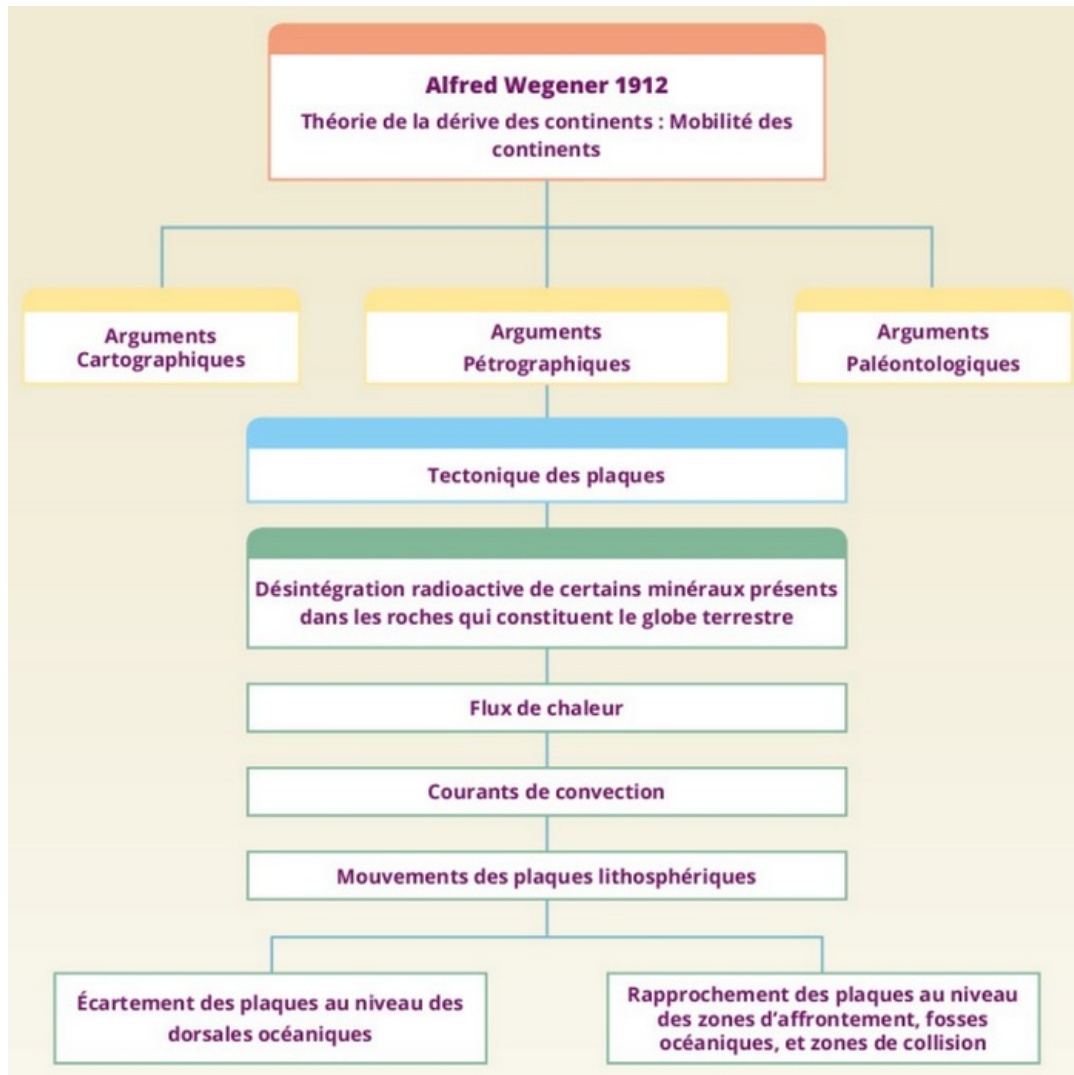 Alfred Wegener 1912
Théorie de la dérive des continents : Mobilité des
continents
Arguments
Cartographiques
Arguments
Pétrographiques
Arguments
Paléontologiques
Tectonique des plaques
Désintégration radioactive de certains minéraux présents
dans les roches qui constituent le globe terrestre
Flux de chaleur
Courants de convection
Mouvements des plaques lithosphériques
Écartement des plaques au niveau des
dorsales océaniques
Rapprochement des plaques au niveau
des zones d’affrontement, fosses
océaniques, et zones de collision